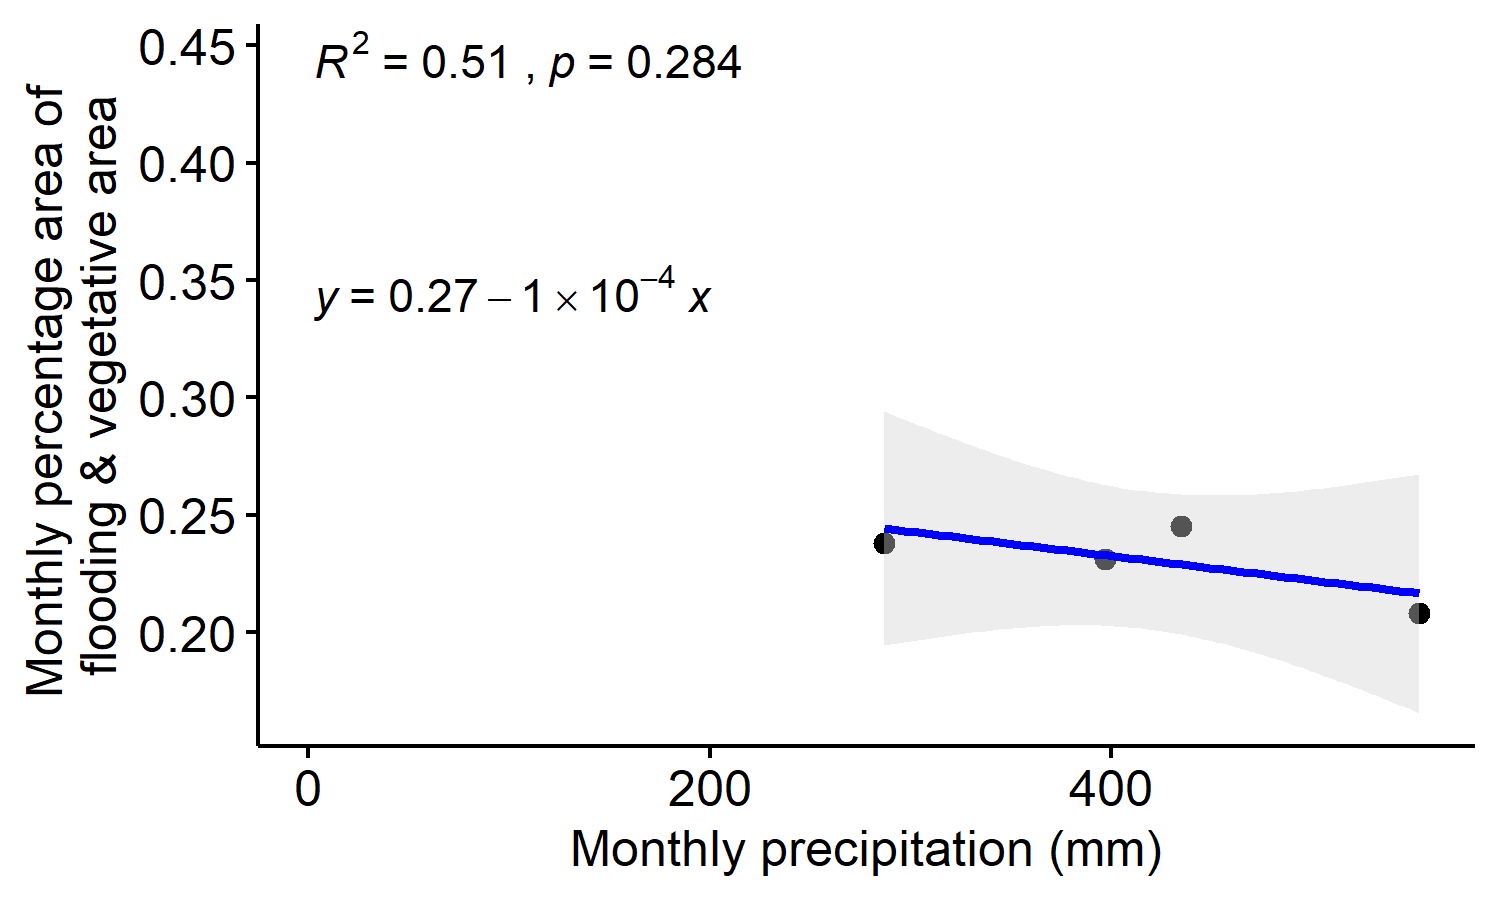 Monthly percentage area of
flooding & vegetative area
0.45
0.40
0.35
0.30
0.25
0.20
R² = 0.51 , p = 0.284
y = 0.27 − 1 × 10⁻⁴ x
0 200 400
Monthly precipitation (mm)